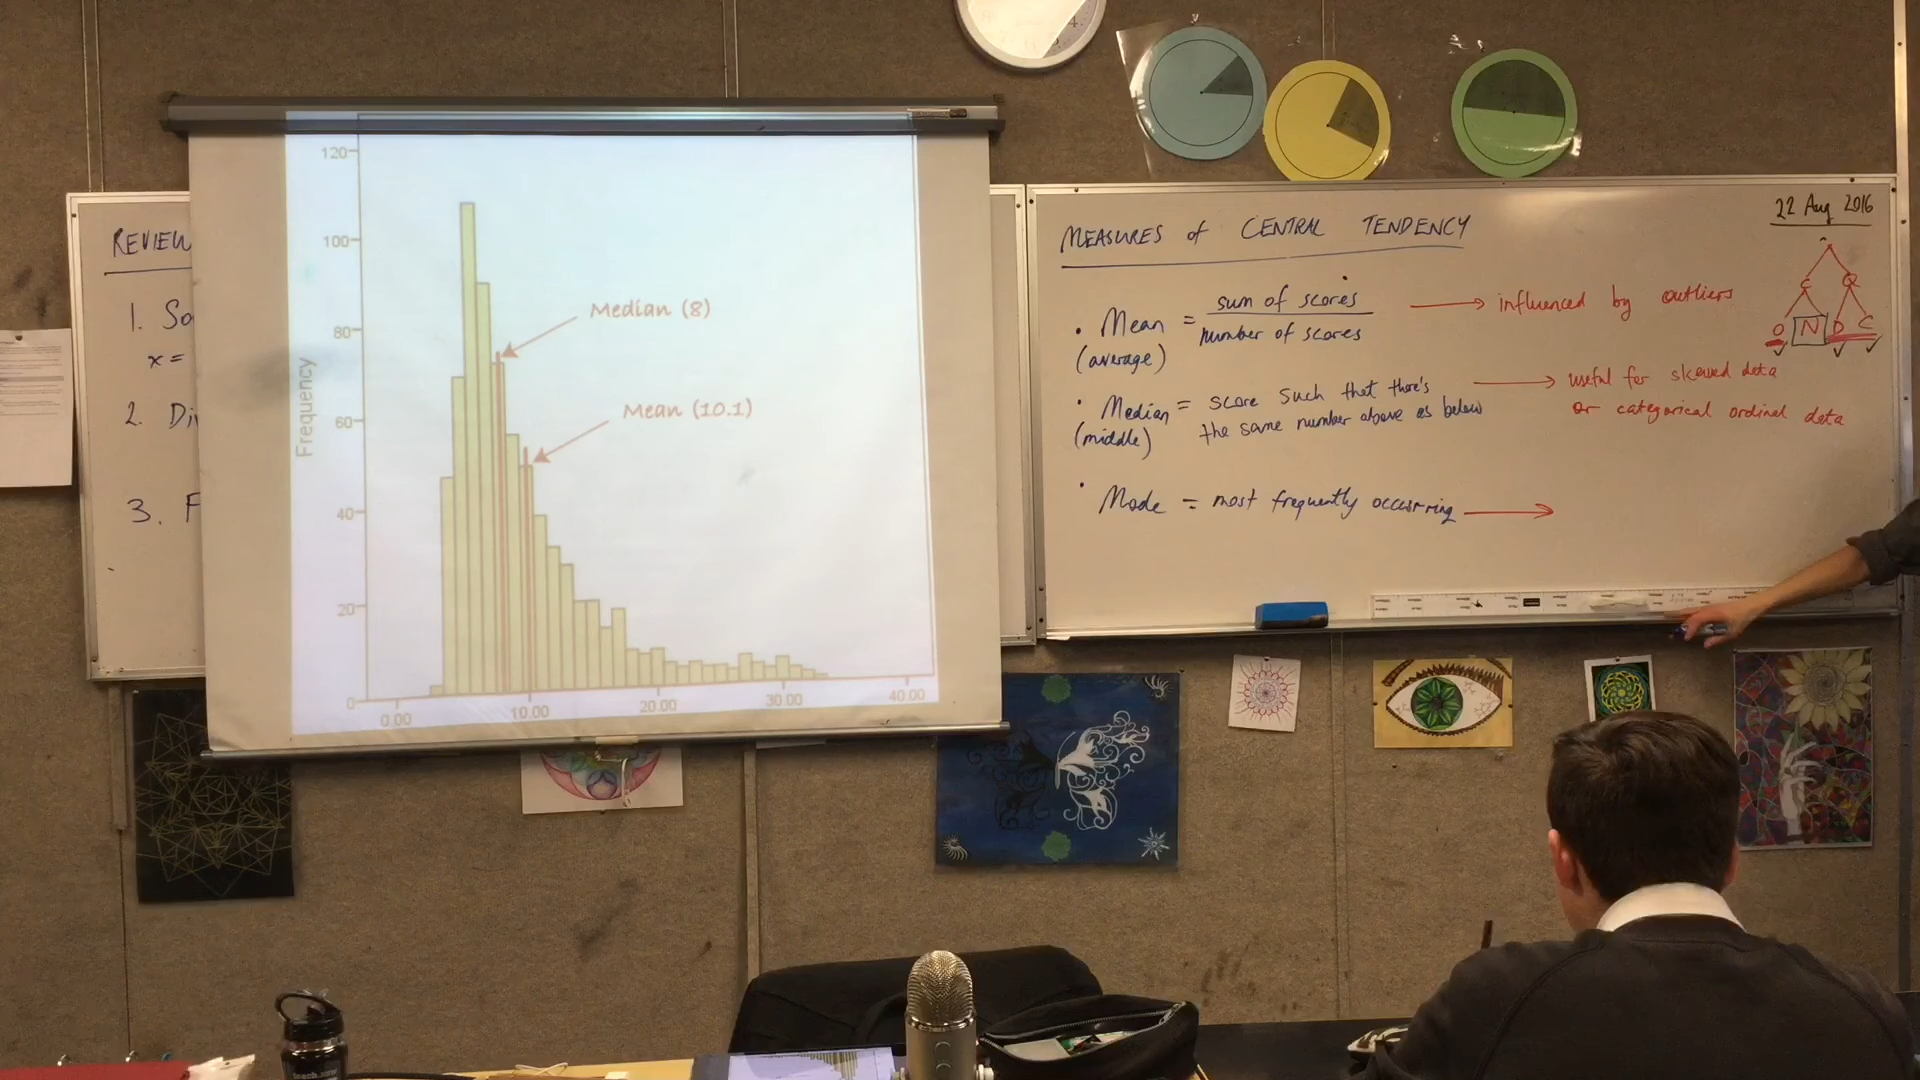 REVIEW
1. So
x =
2. Di
3. F
120
100
80
60
40
20
0
Frequency
Median (8)
Mean (10.1)
0.00 10.00 20.00 30.00 40.00
22 Aug 2016
MEASURES of CENTRAL TENDENCY
• Mean = sum of scores
number of scores
(average)
→ influenced by outliers
• Median = score such that there's
(middle) the same number above as below
→ useful for skewed data
or categorical ordinal data
• Mode = most frequently occurring →
C Q
O N D C